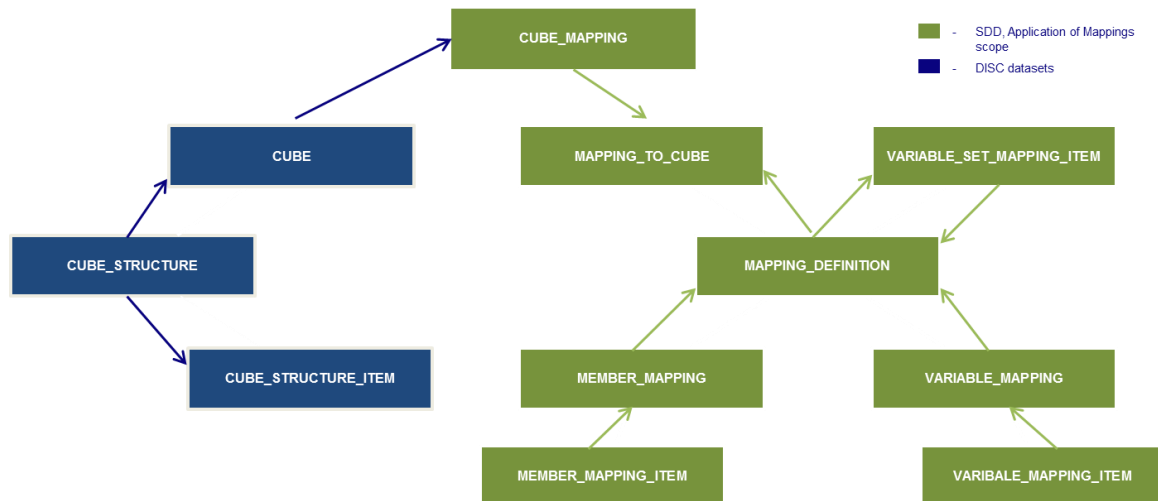 CUBE_MAPPING
- SDD, Application of Mappings
scope
- DISC datasets
CUBE
MAPPING_TO_CUBE
VARIABLE_SET_MAPPING_ITEM
CUBE_STRUCTURE
MAPPING_DEFINITION
CUBE_STRUCTURE_ITEM
MEMBER_MAPPING
VARIABLE_MAPPING
MEMBER_MAPPING_ITEM
VARIBALE_MAPPING_ITEM